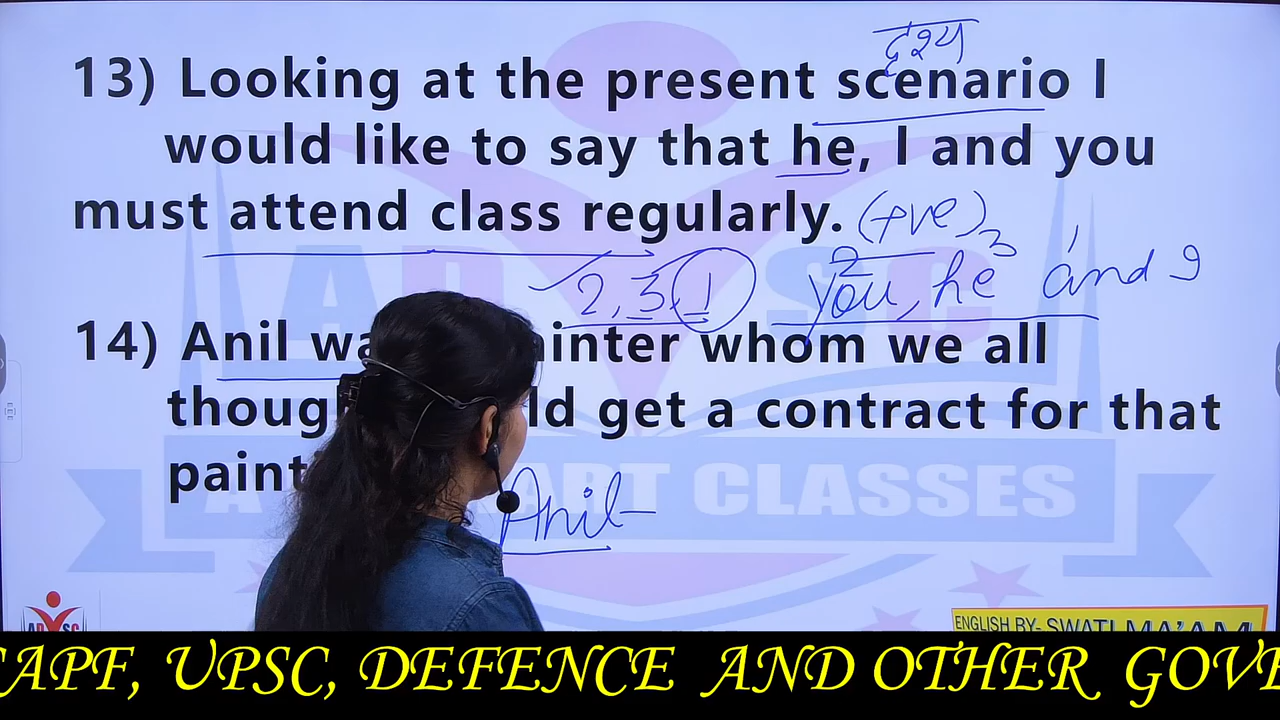 दृश्य
13) Looking at the present scenario I
would like to say that he, I and you
must attend class regularly. (+ve)
2 3 1
2, 3, 1 you, he and I
14) Anil wa inter whom we all
thoug ld get a contract for that
paint
Anil
ART CLASSES
ENGLISH BY:- SWATI MA'AM
CAPF, UPSC, DEFENCE AND OTHER GOVE